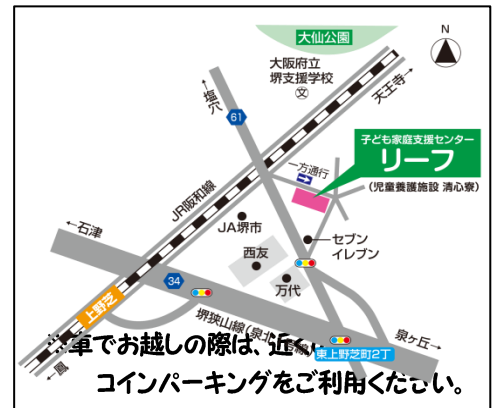 大仙公園
N
大阪府立
堺支援学校
文
←塩穴
天王寺→
61
子ども家庭支援センター
リーフ
一方通行
(児童養護施設 清心寮)
JR阪和線
JA堺市
セブン
イレブン
←石津
西友
34
万代
上野芝
堺狭山線(泉北
泉ヶ丘→
東上野芝町2丁
←鳳
車でお越しの際は、近く
コインパーキングをご利用ください。